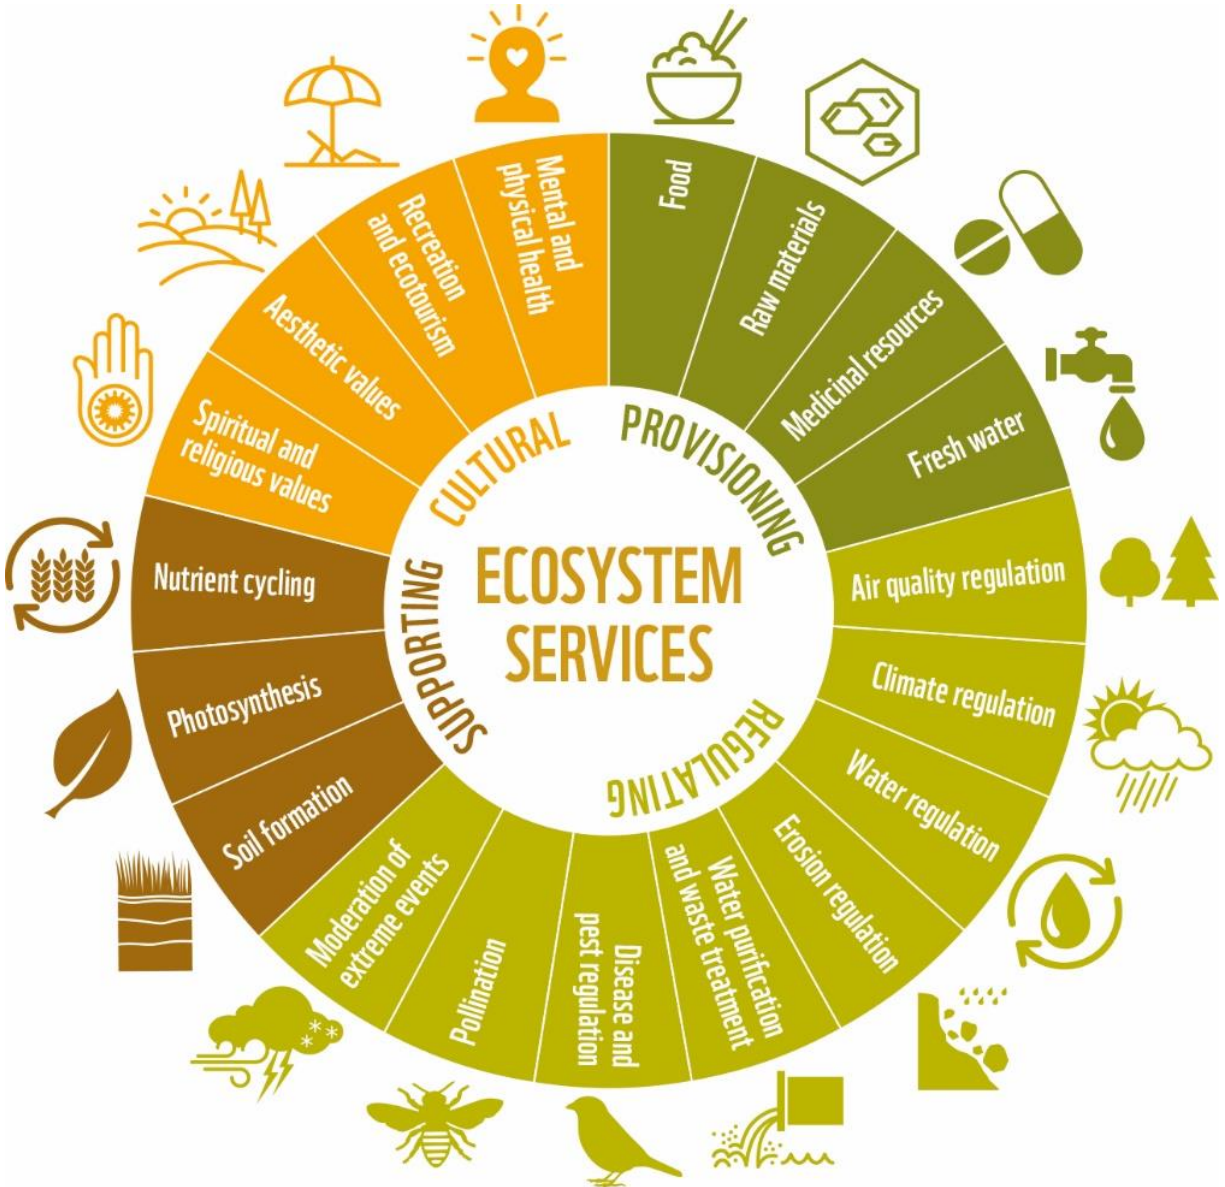 ECOSYSTEM
SERVICES
PROVISIONING
Food
Raw materials
Medicinal resources
Fresh water
REGULATING
Air quality regulation
Climate regulation
Water regulation
Erosion regulation
Water purification
and waste treatment
Disease and
pest regulation
Pollination
Moderation of
extreme events
SUPPORTING
Soil formation
Photosynthesis
Nutrient cycling
CULTURAL
Spiritual and
religious values
Aesthetic values
Recreation
and ecotourism
Mental and
physical health